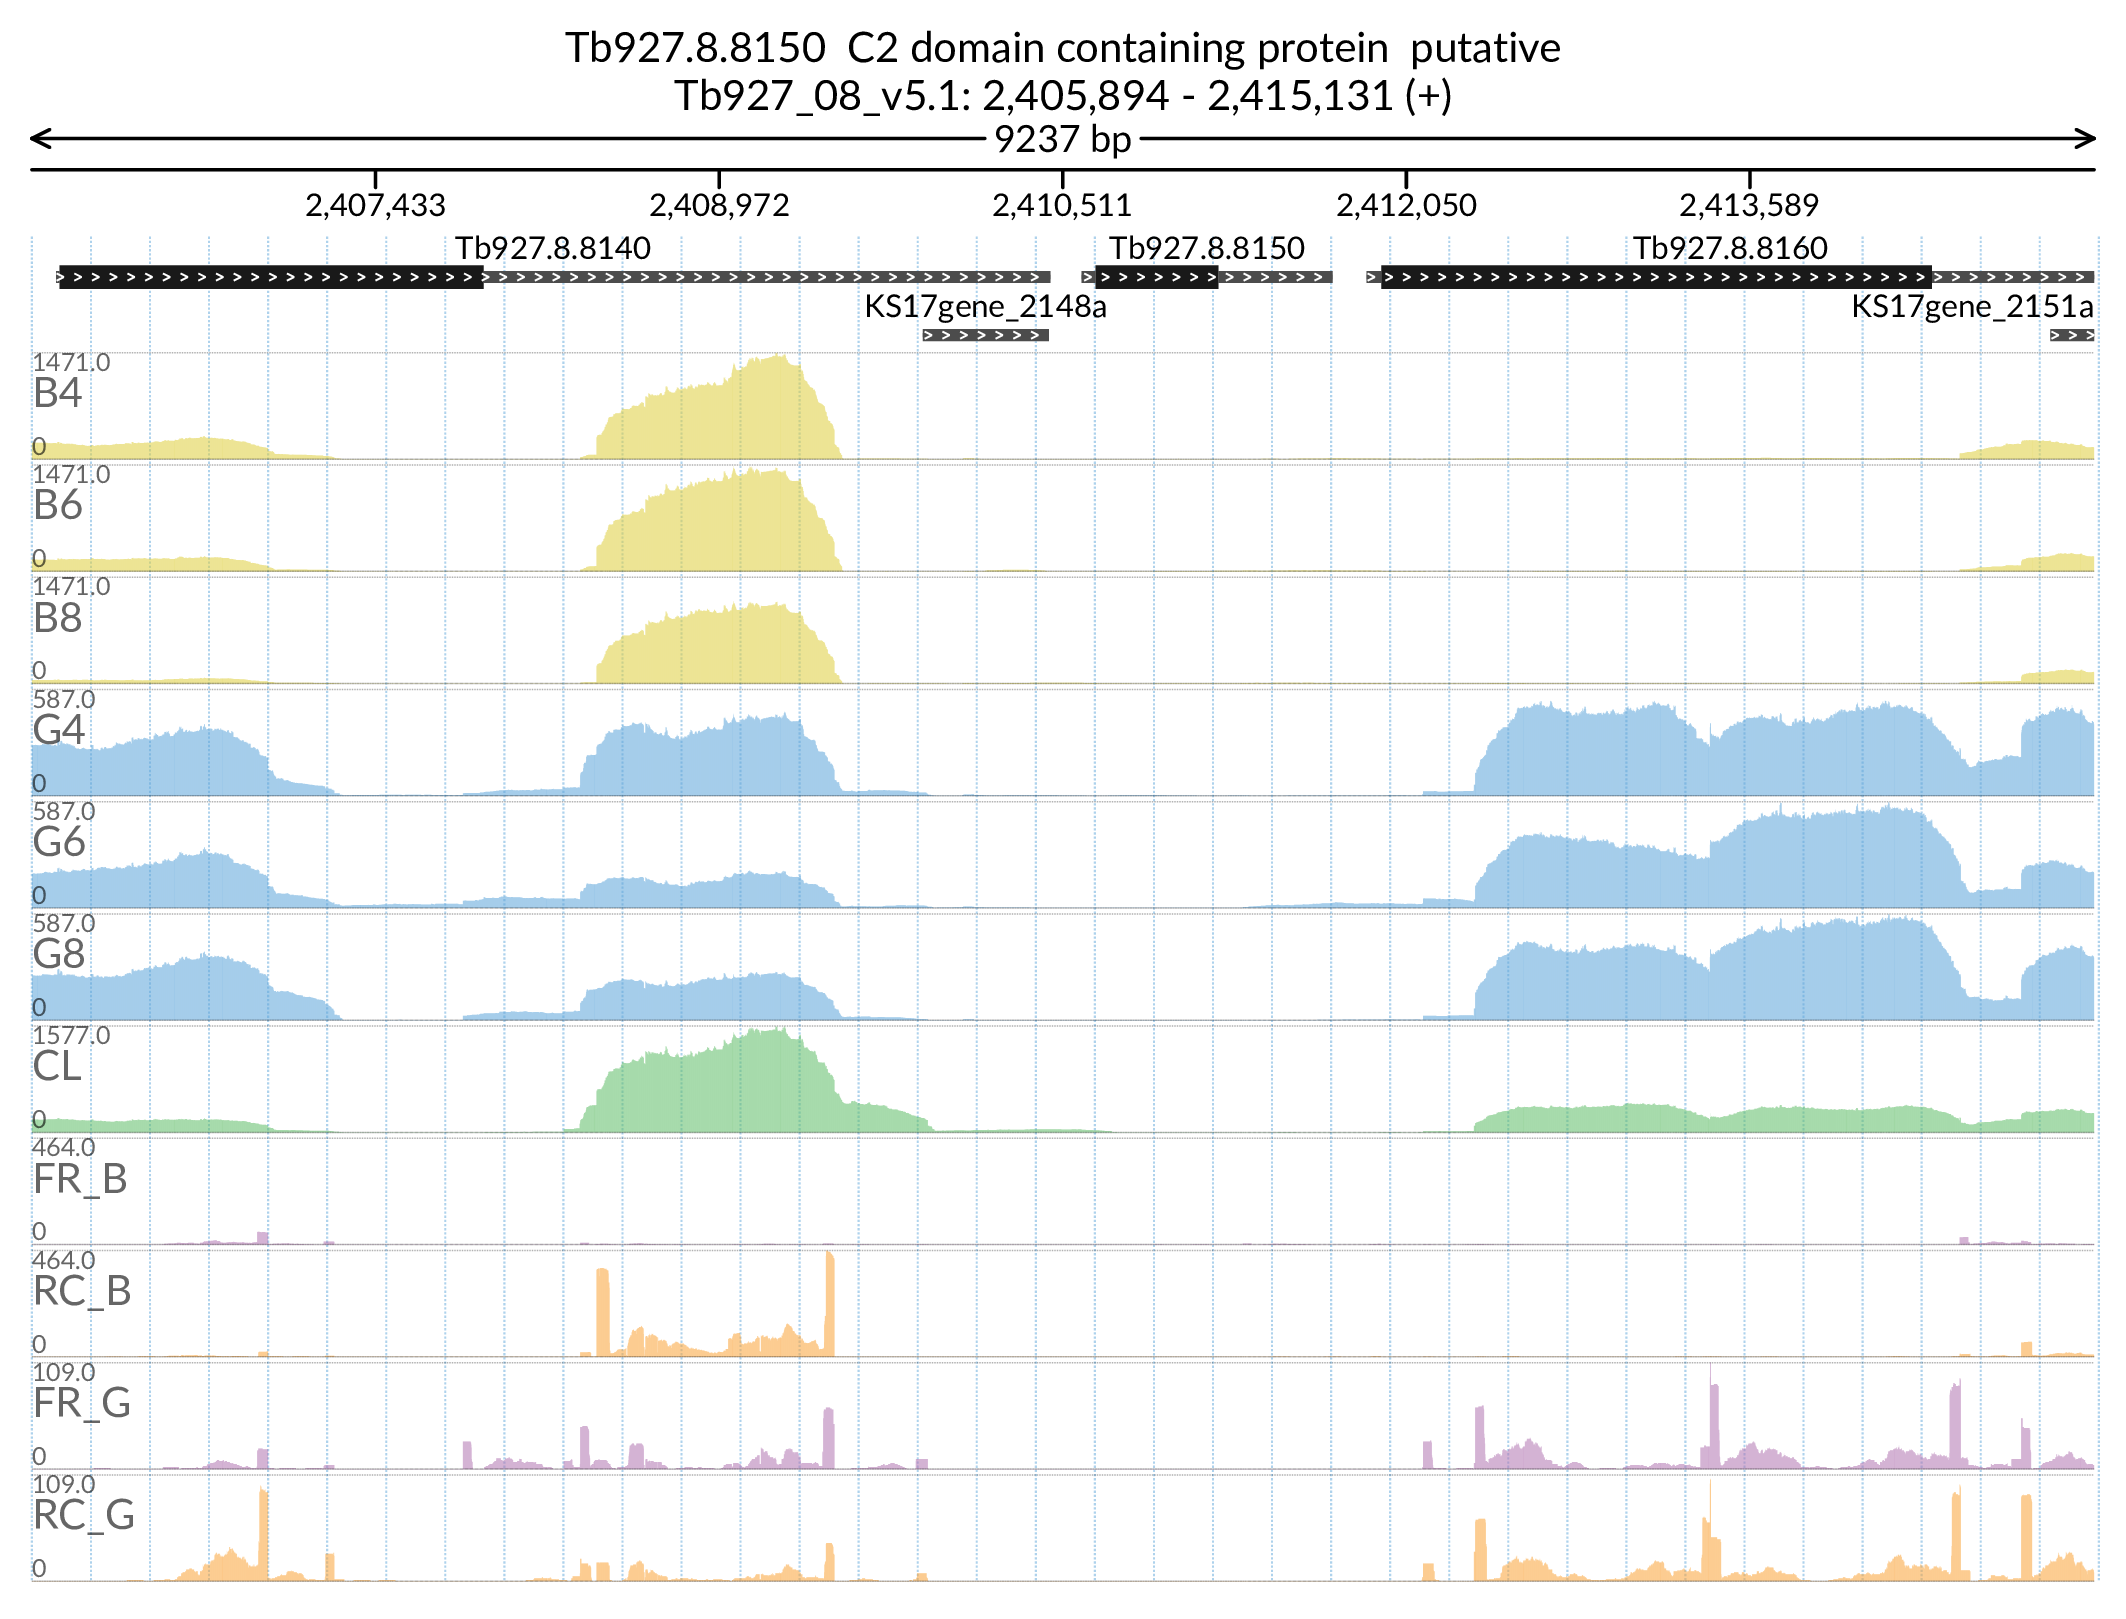 Tb927.8.8150  C2 domain containing protein  putative
Tb927_08_v5.1: 2,405,894 - 2,415,131 (+)
9237 bp
2,407,433 2,408,972 2,410,511 2,412,050 2,413,589
Tb927.8.8140 Tb927.8.8150 Tb927.8.8160
KS17gene_2148a KS17gene_2151a
1471.0
B4
0
1471.0
B6
0
1471.0
B8
0
587.0
G4
0
587.0
G6
0
587.0
G8
0
1577.0
CL
0
464.0
FR_B
0
464.0
RC_B
0
109.0
FR_G
0
109.0
RC_G
0